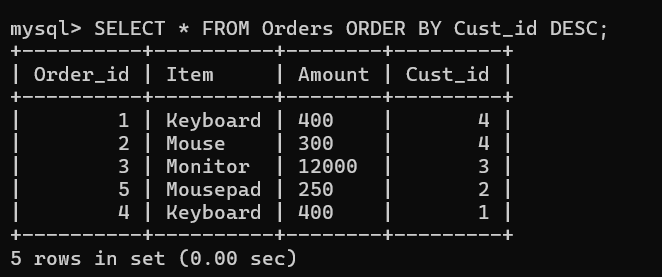 mysql> SELECT * FROM Orders ORDER BY Cust_id DESC;
+----------+----------+--------+---------+
| Order_id | Item     | Amount | Cust_id |
+----------+----------+--------+---------+
|        1 | Keyboard | 400    |       4 |
|        2 | Mouse    | 300    |       4 |
|        3 | Monitor  | 12000  |       3 |
|        5 | Mousepad | 250    |       2 |
|        4 | Keyboard | 400    |       1 |
+----------+----------+--------+---------+
5 rows in set (0.00 sec)